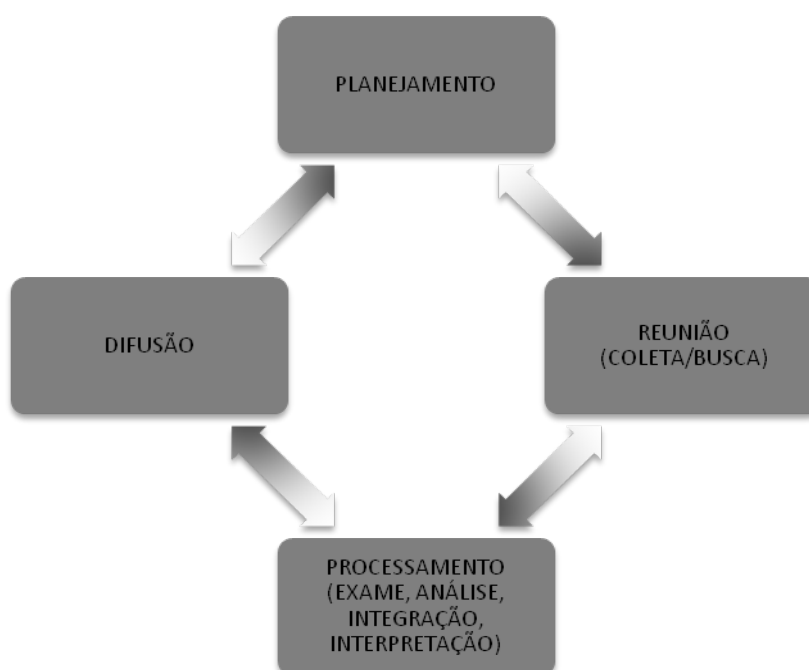 PLANEJAMENTO
DIFUSÃO
REUNIÃO
(COLETA/BUSCA)
PROCESSAMENTO
(EXAME, ANÁLISE,
INTEGRAÇÃO,
INTERPRETAÇÃO)